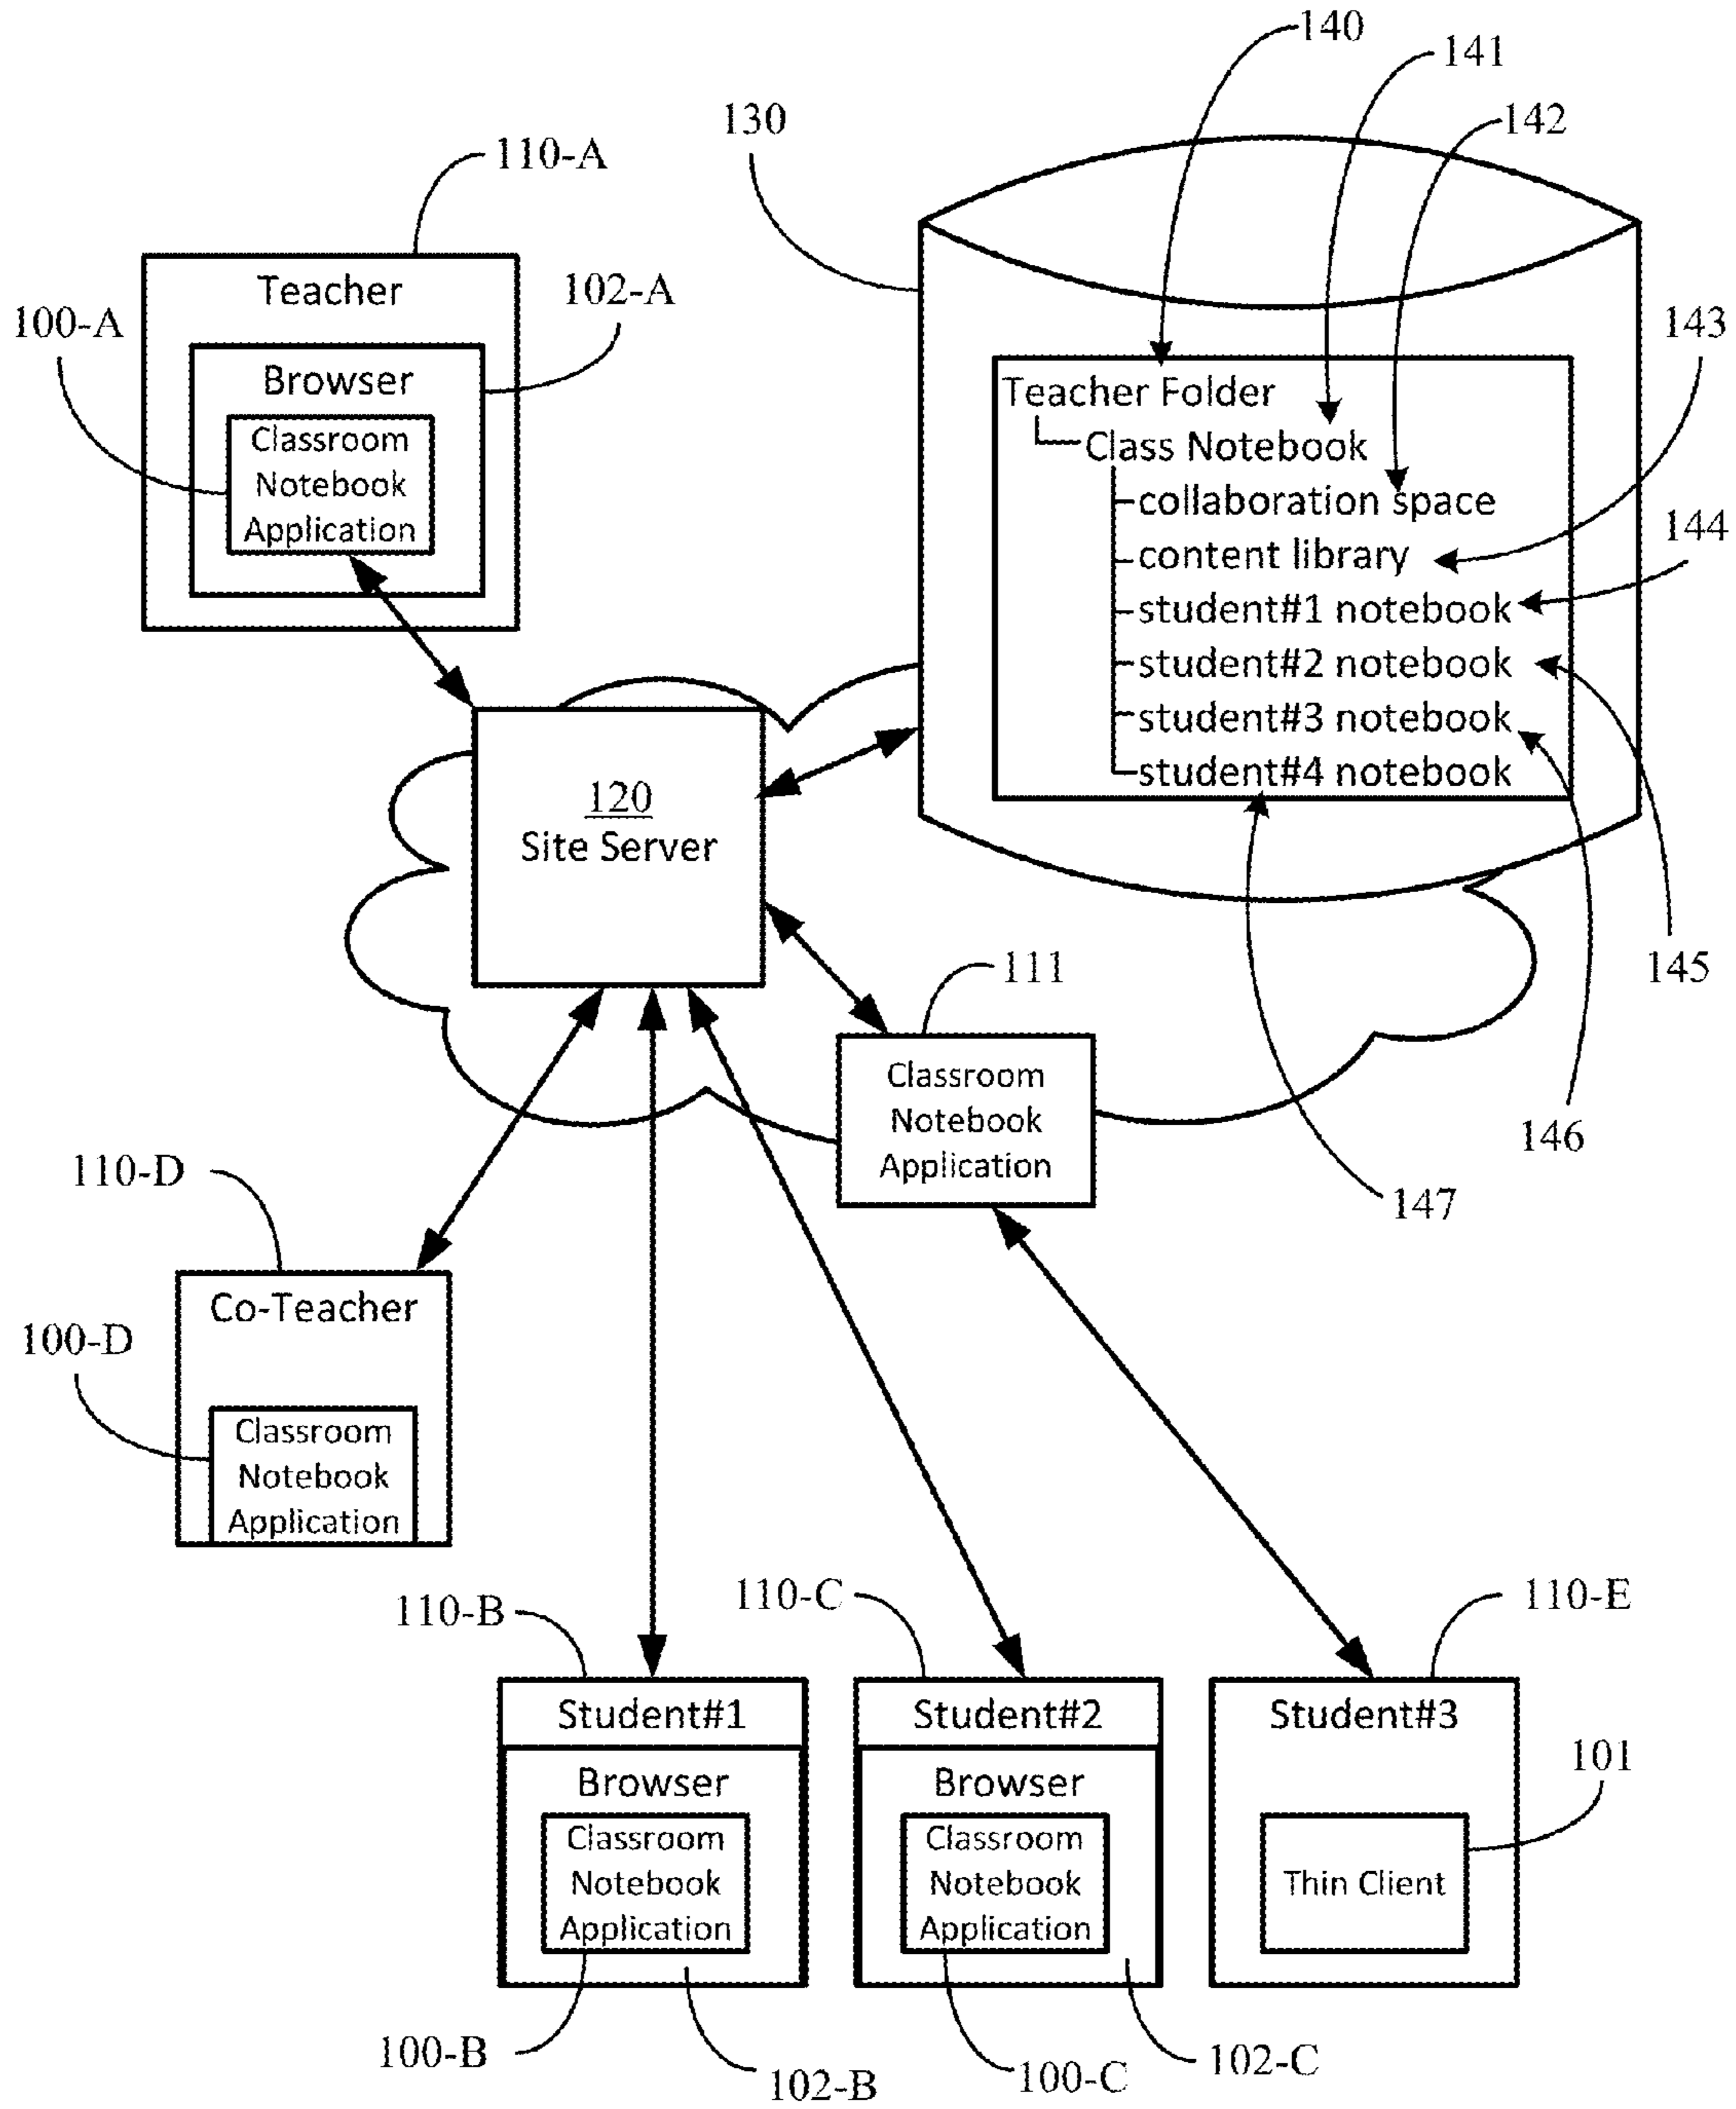 140
141
142
130
110-A
Teacher
102-A
100-A
Browser
Classroom
Notebook
Application
143
144
Teacher Folder
Class Notebook
collaboration space
content library
student#1 notebook
student#2 notebook
student#3 notebook
student#4 notebook
120
Site Server
111
145
146
147
Classroom
Notebook
Application
110-D
Co-Teacher
100-D
Classroom
Notebook
Application
110-B
110-C
110-E
Student#1
Browser
Classroom
Notebook
Application
Student#2
Browser
Classroom
Notebook
Application
Student#3
101
Thin Client
100-B
102-B
100-C
102-C